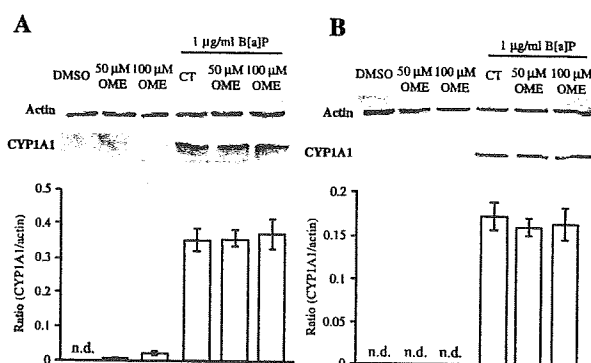 A
1 µg/ml B[a]P
DMSO 50 µM OME 100 µM OME CT 50 µM OME 100 µM OME
Actin
CYP1A1
Ratio (CYP1A1/actin)
0.5
0.4
0.3
0.2
0.1
0
n.d.
B
1 µg/ml B[a]P
DMSO 50 µM OME 100 µM OME CT 50 µM OME 100 µM OME
Actin
CYP1A1
Ratio (CYP1A1/actin)
0.2
0.15
0.1
0.05
0
n.d. n.d. n.d.